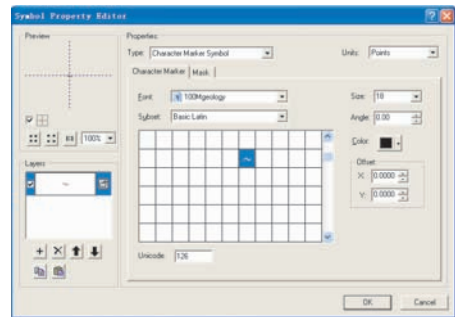 Symbol Property Editor
Preview
100%
Layers
Properties:
Type: Character Marker Symbol
Units: Points
Character Marker
Mask
Font: 100Mgeology
Subset: Basic Latin
Unicode: 126
Size: 18
Angle: 0.00
Color:
Offset
X: 0.0000
Y: 0.0000
OK
Cancel